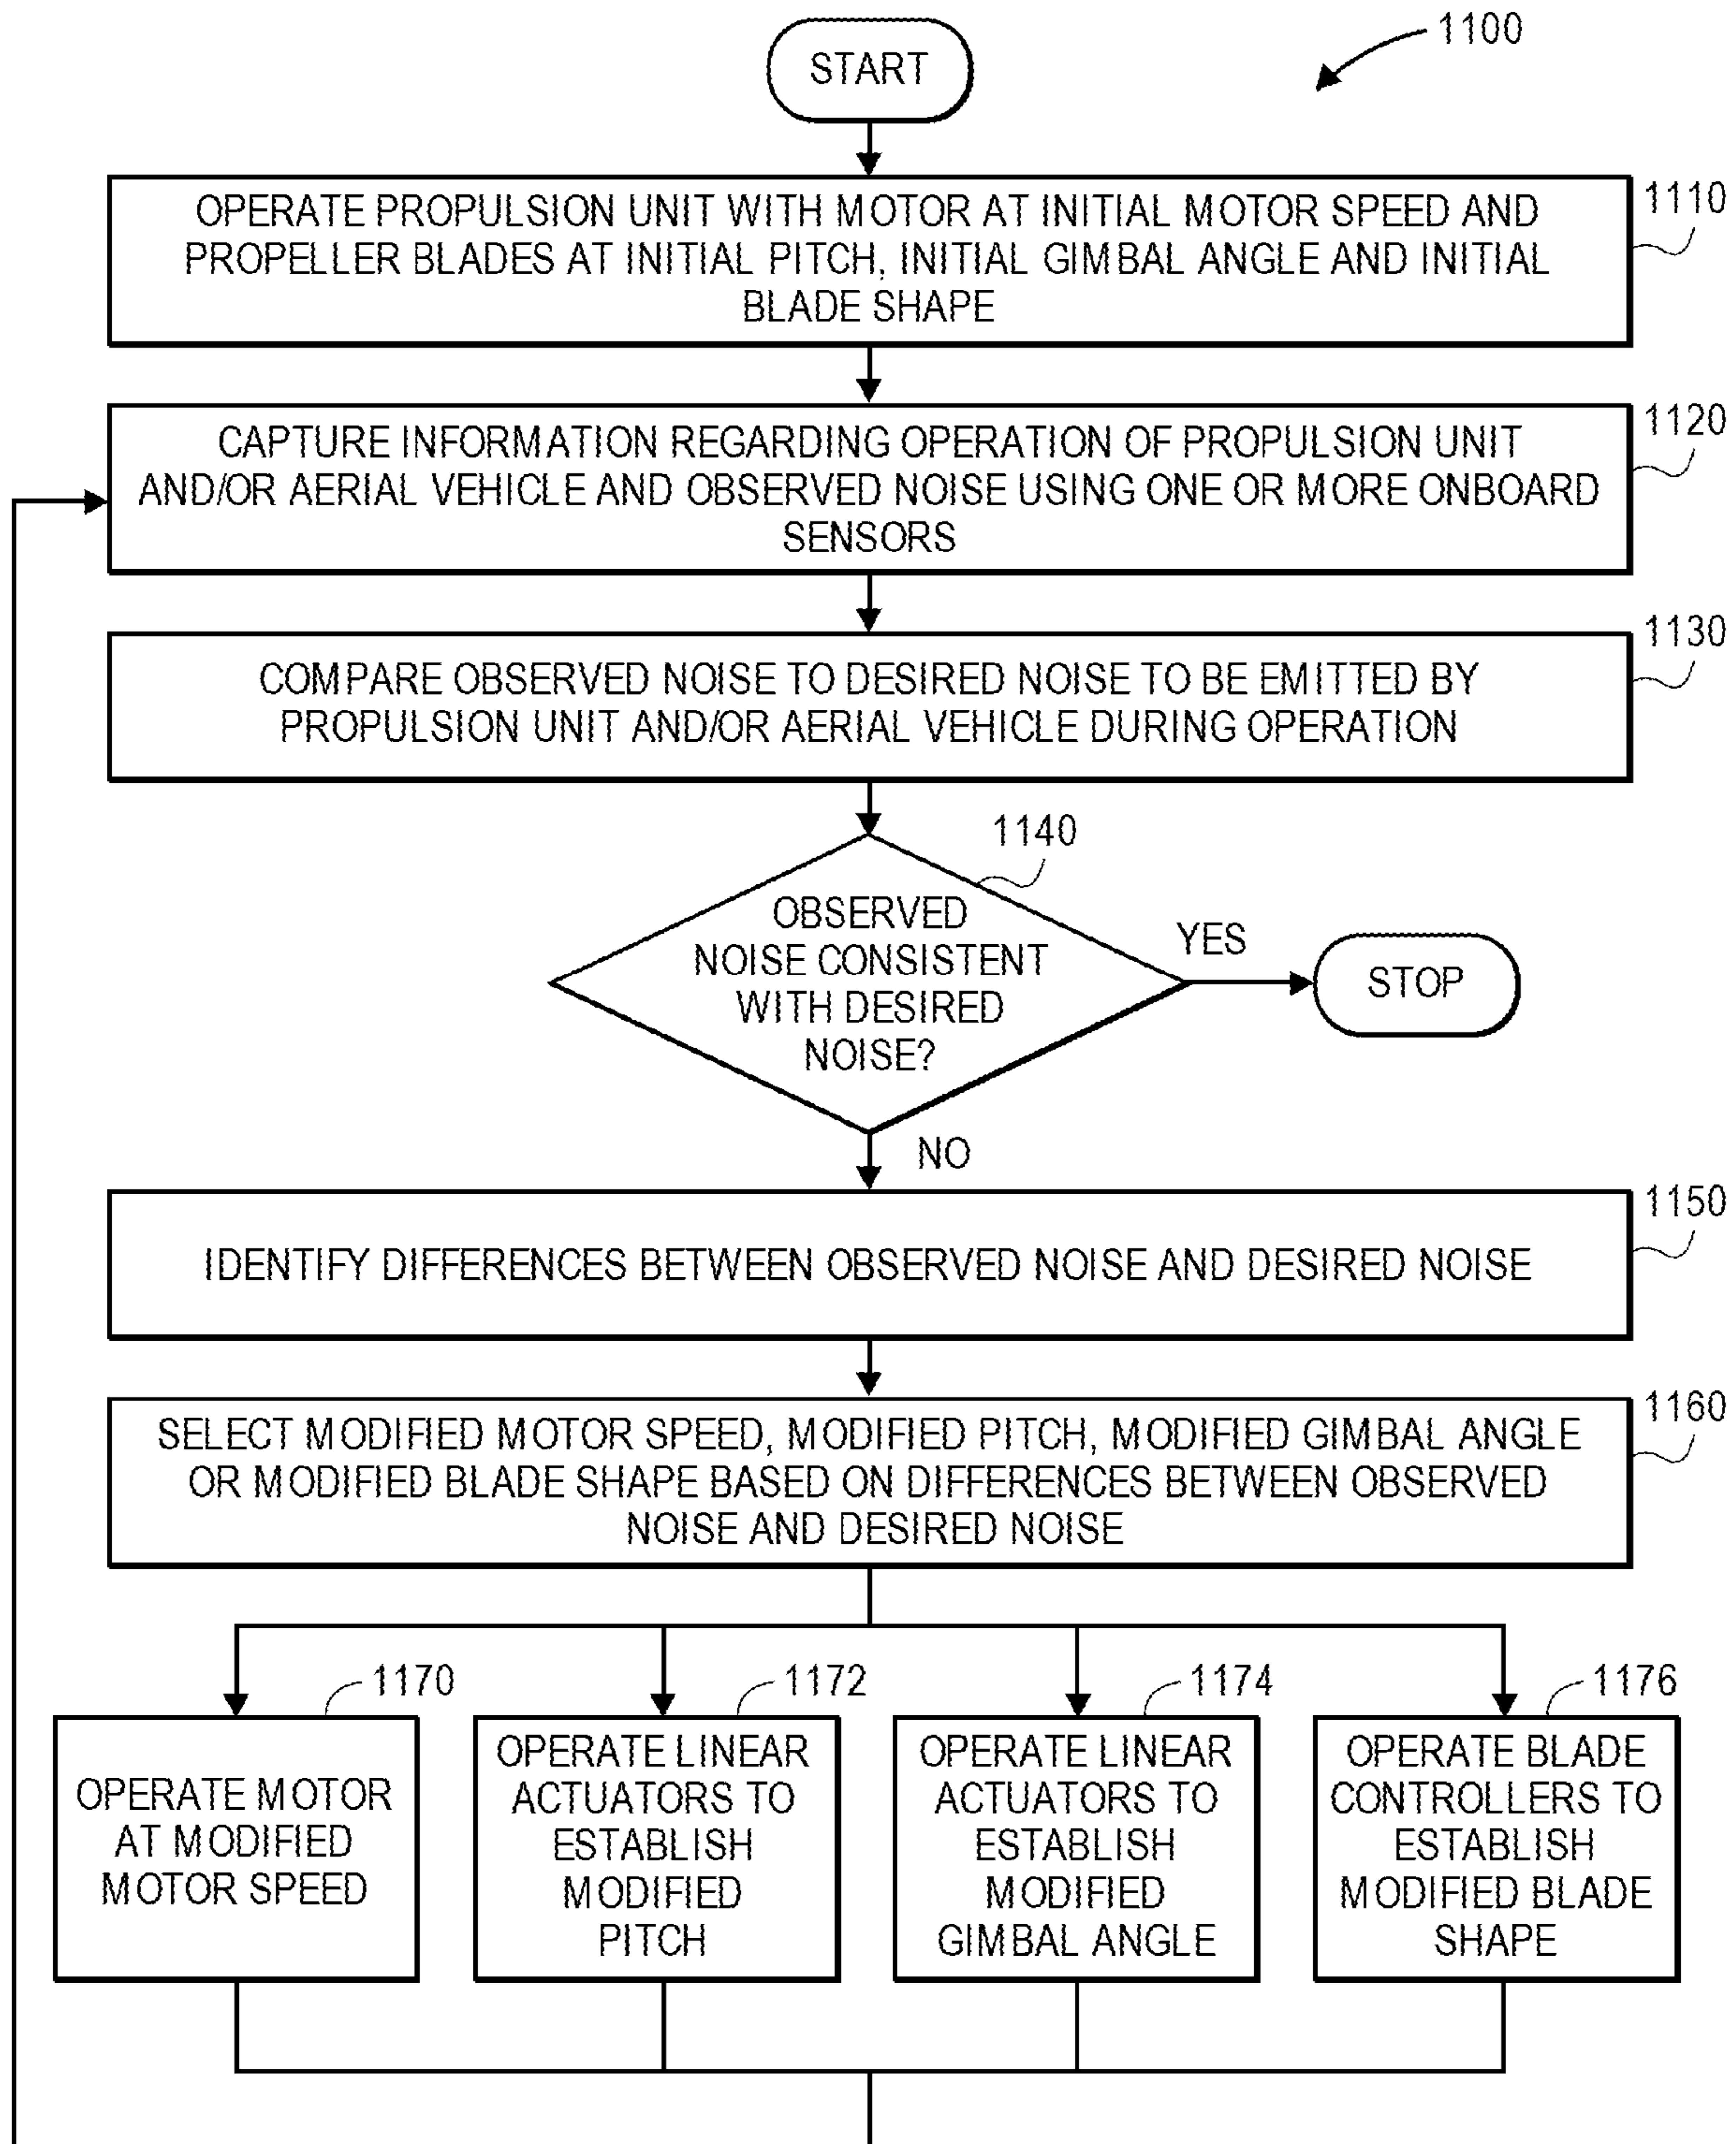 1100
START
1110
OPERATE PROPULSION UNIT WITH MOTOR AT INITIAL MOTOR SPEED AND
PROPELLER BLADES AT INITIAL PITCH, INITIAL GIMBAL ANGLE AND INITIAL
BLADE SHAPE
1120
CAPTURE INFORMATION REGARDING OPERATION OF PROPULSION UNIT
AND/OR AERIAL VEHICLE AND OBSERVED NOISE USING ONE OR MORE ONBOARD
SENSORS
1130
COMPARE OBSERVED NOISE TO DESIRED NOISE TO BE EMITTED BY
PROPULSION UNIT AND/OR AERIAL VEHICLE DURING OPERATION
1140
OBSERVED
NOISE CONSISTENT
WITH DESIRED
NOISE?
YES
STOP
NO
1150
IDENTIFY DIFFERENCES BETWEEN OBSERVED NOISE AND DESIRED NOISE
1160
SELECT MODIFIED MOTOR SPEED, MODIFIED PITCH, MODIFIED GIMBAL ANGLE
OR MODIFIED BLADE SHAPE BASED ON DIFFERENCES BETWEEN OBSERVED
NOISE AND DESIRED NOISE
1170
OPERATE MOTOR
AT MODIFIED
MOTOR SPEED
1172
OPERATE LINEAR
ACTUATORS TO
ESTABLISH
MODIFIED
PITCH
1174
OPERATE LINEAR
ACTUATORS TO
ESTABLISH
MODIFIED
GIMBAL ANGLE
1176
OPERATE BLADE
CONTROLLERS TO
ESTABLISH
MODIFIED BLADE
SHAPE